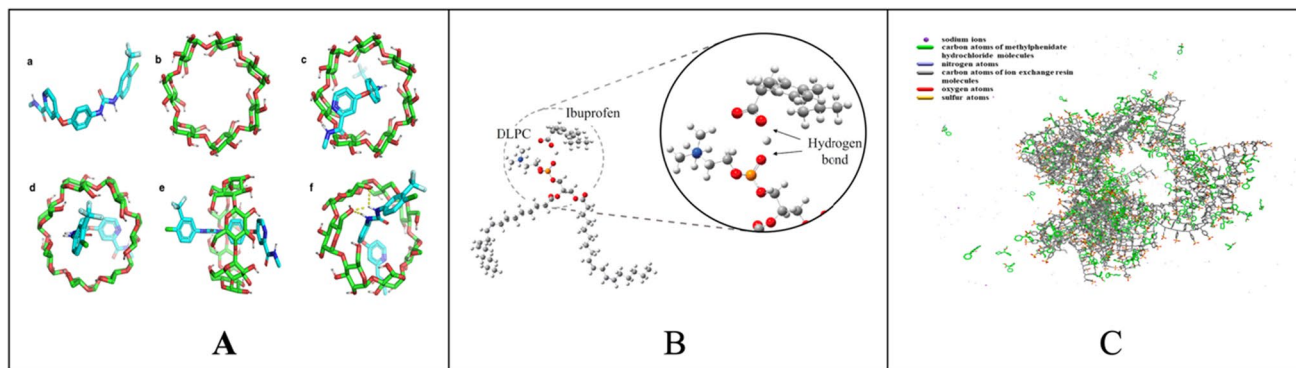 a
b
c
d
e
f
A
DLPC
Ibuprofen
Hydrogen
bond
B
sodium ions
carbon atoms of methylphenidate
hydrochloride molecules
nitrogen atoms
carbon atoms of ion exchange resin
molecules
oxygen atoms
sulfur atoms
C